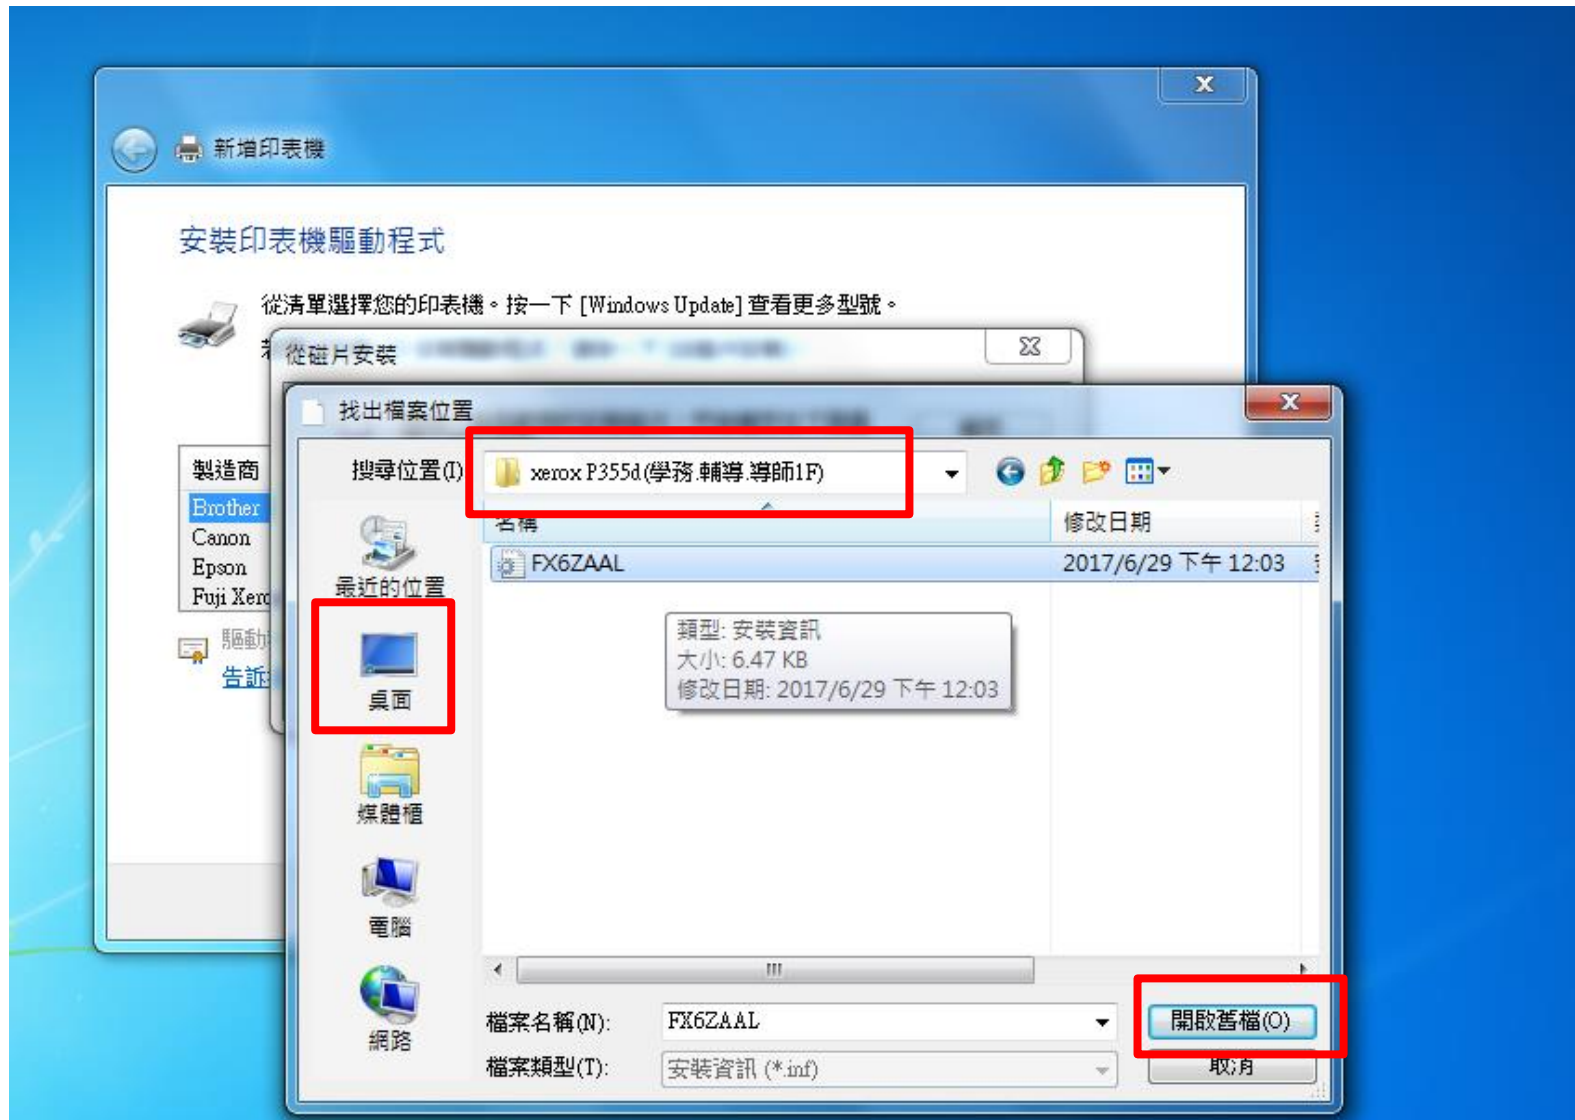 新增印表機
安裝印表機驅動程式
從清單選擇您的印表機。按一下 [Windows Update] 查看更多型號。
從磁片安裝
找出檔案位置
搜尋位置(I)
xerox P355d(學務.輔導.導師1F)
製造商
Brother
Canon
Epson
Fuji Xero
驅動
告訴
最近的位置
桌面
媒體櫃
電腦
網路
名稱
修改日期
FX6ZAAL
2017/6/29 下午 12:03
類型: 安裝資訊
大小: 6.47 KB
修改日期: 2017/6/29 下午 12:03
檔案名稱(N):
FX6ZAAL
開啟舊檔(O)
檔案類型(T):
安裝資訊 (*.inf)
取消